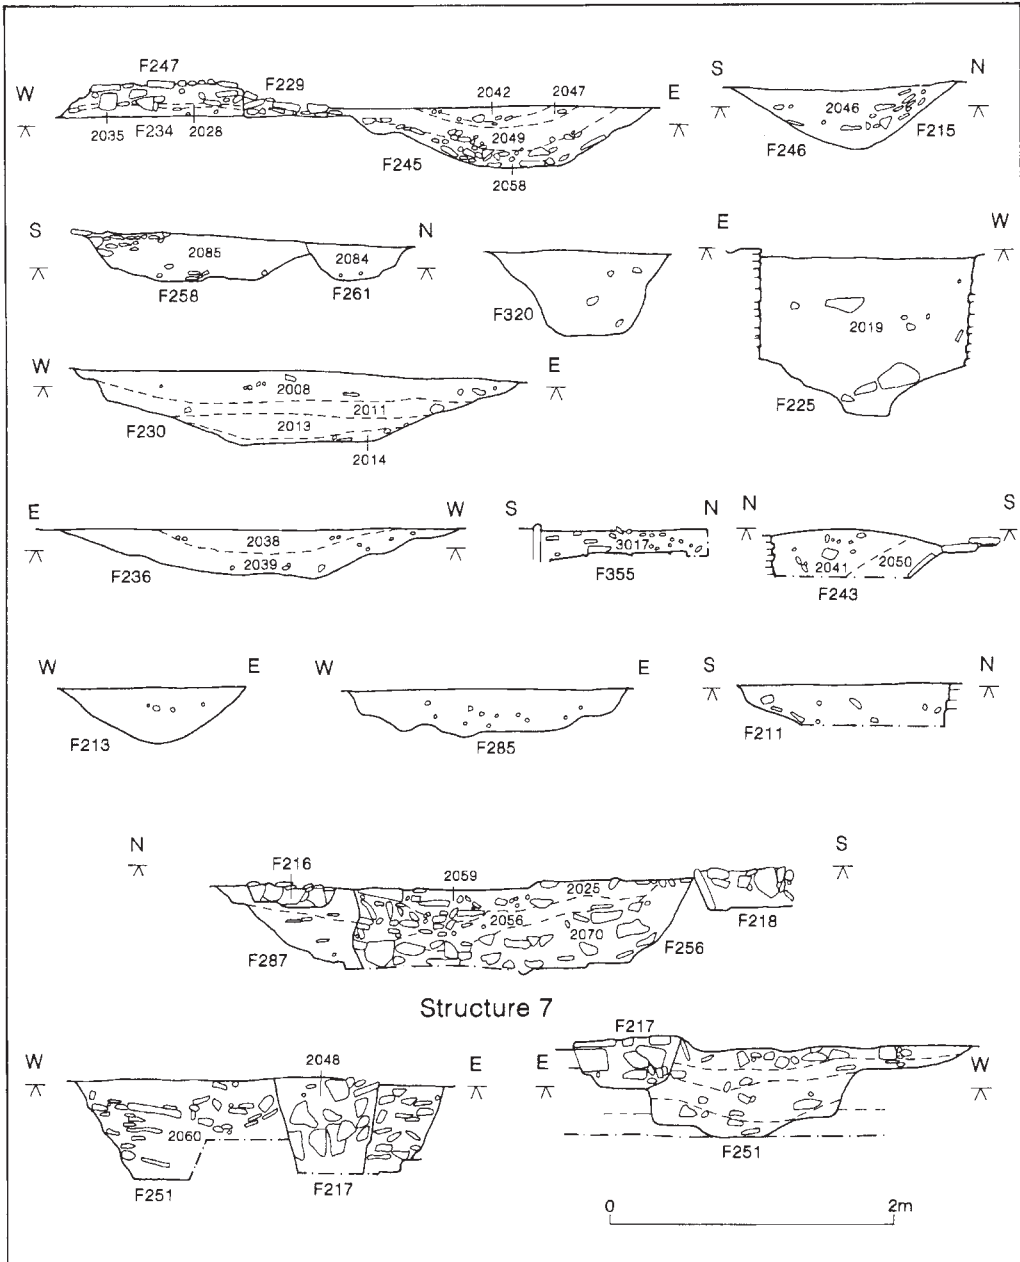 F247
F229
W
2042
2047
E
2035
F234
2028
2049
F245
2058
S
N
2046
F246
F215
S
N
2085
2084
F258
F261
F320
E
W
2019
F225
W
E
2008
2011
F230
2013
2014
E
W
2038
F236
2039
S
N
3017
F355
N
S
2041
2050
F243
W
E
F213
W
E
F285
S
N
F211
N
S
F216
2059
2025
2056
2070
F218
F287
F256
Structure 7
W
2048
E
2060
F251
F217
F217
E
W
F251
0
2m